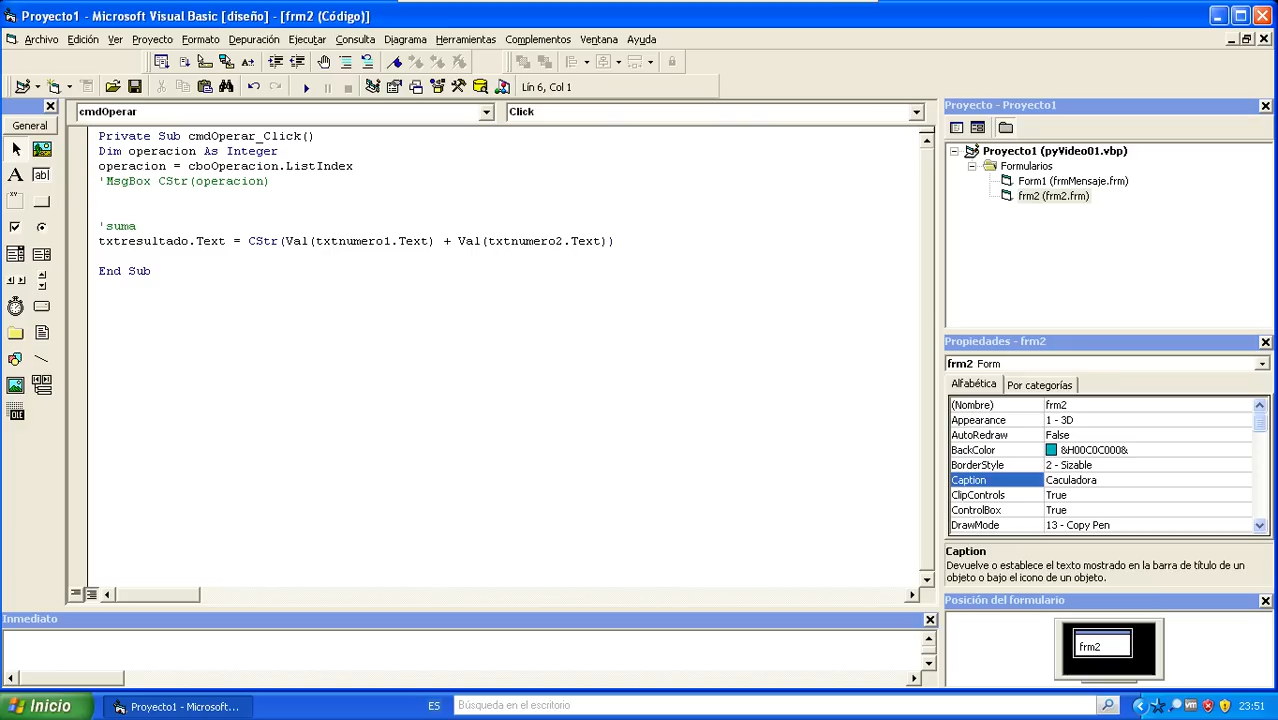 Proyecto1 - Microsoft Visual Basic [diseño] - [frm2 (Código)]
Archivo Edición Ver Proyecto Formato Depuración Ejecutar Consulta Diagrama Herramientas Complementos Ventana Ayuda
Lín 6, Col 1
General
cmdOperar
Click
Private Sub cmdOperar_Click()
Dim operacion As Integer
operacion = cboOperacion.ListIndex
'MsgBox CStr(operacion)
'suma
txtresultado.Text = CStr(Val(txtnumero1.Text) + Val(txtnumero2.Text))
End Sub
Proyecto - Proyecto1
Proyecto1 (pyVideo01.vbp)
Formularios
Form1 (frmMensaje.frm)
frm2 (frm2.frm)
Propiedades - frm2
frm2 Form
Alfabética Por categorías
(Nombre) frm2
Appearance 1 - 3D
AutoRedraw False
BackColor &H00C0C000&
BorderStyle 2 - Sizable
Caption Caculadora
ClipControls True
ControlBox True
DrawMode 13 - Copy Pen
Caption
Devuelve o establece el texto mostrado en la barra de título de un
objeto o bajo el icono de un objeto.
Posición del formulario
frm2
Inmediato
Inicio
Proyecto1 - Microsoft...
ES
Búsqueda en el escritorio
23:51